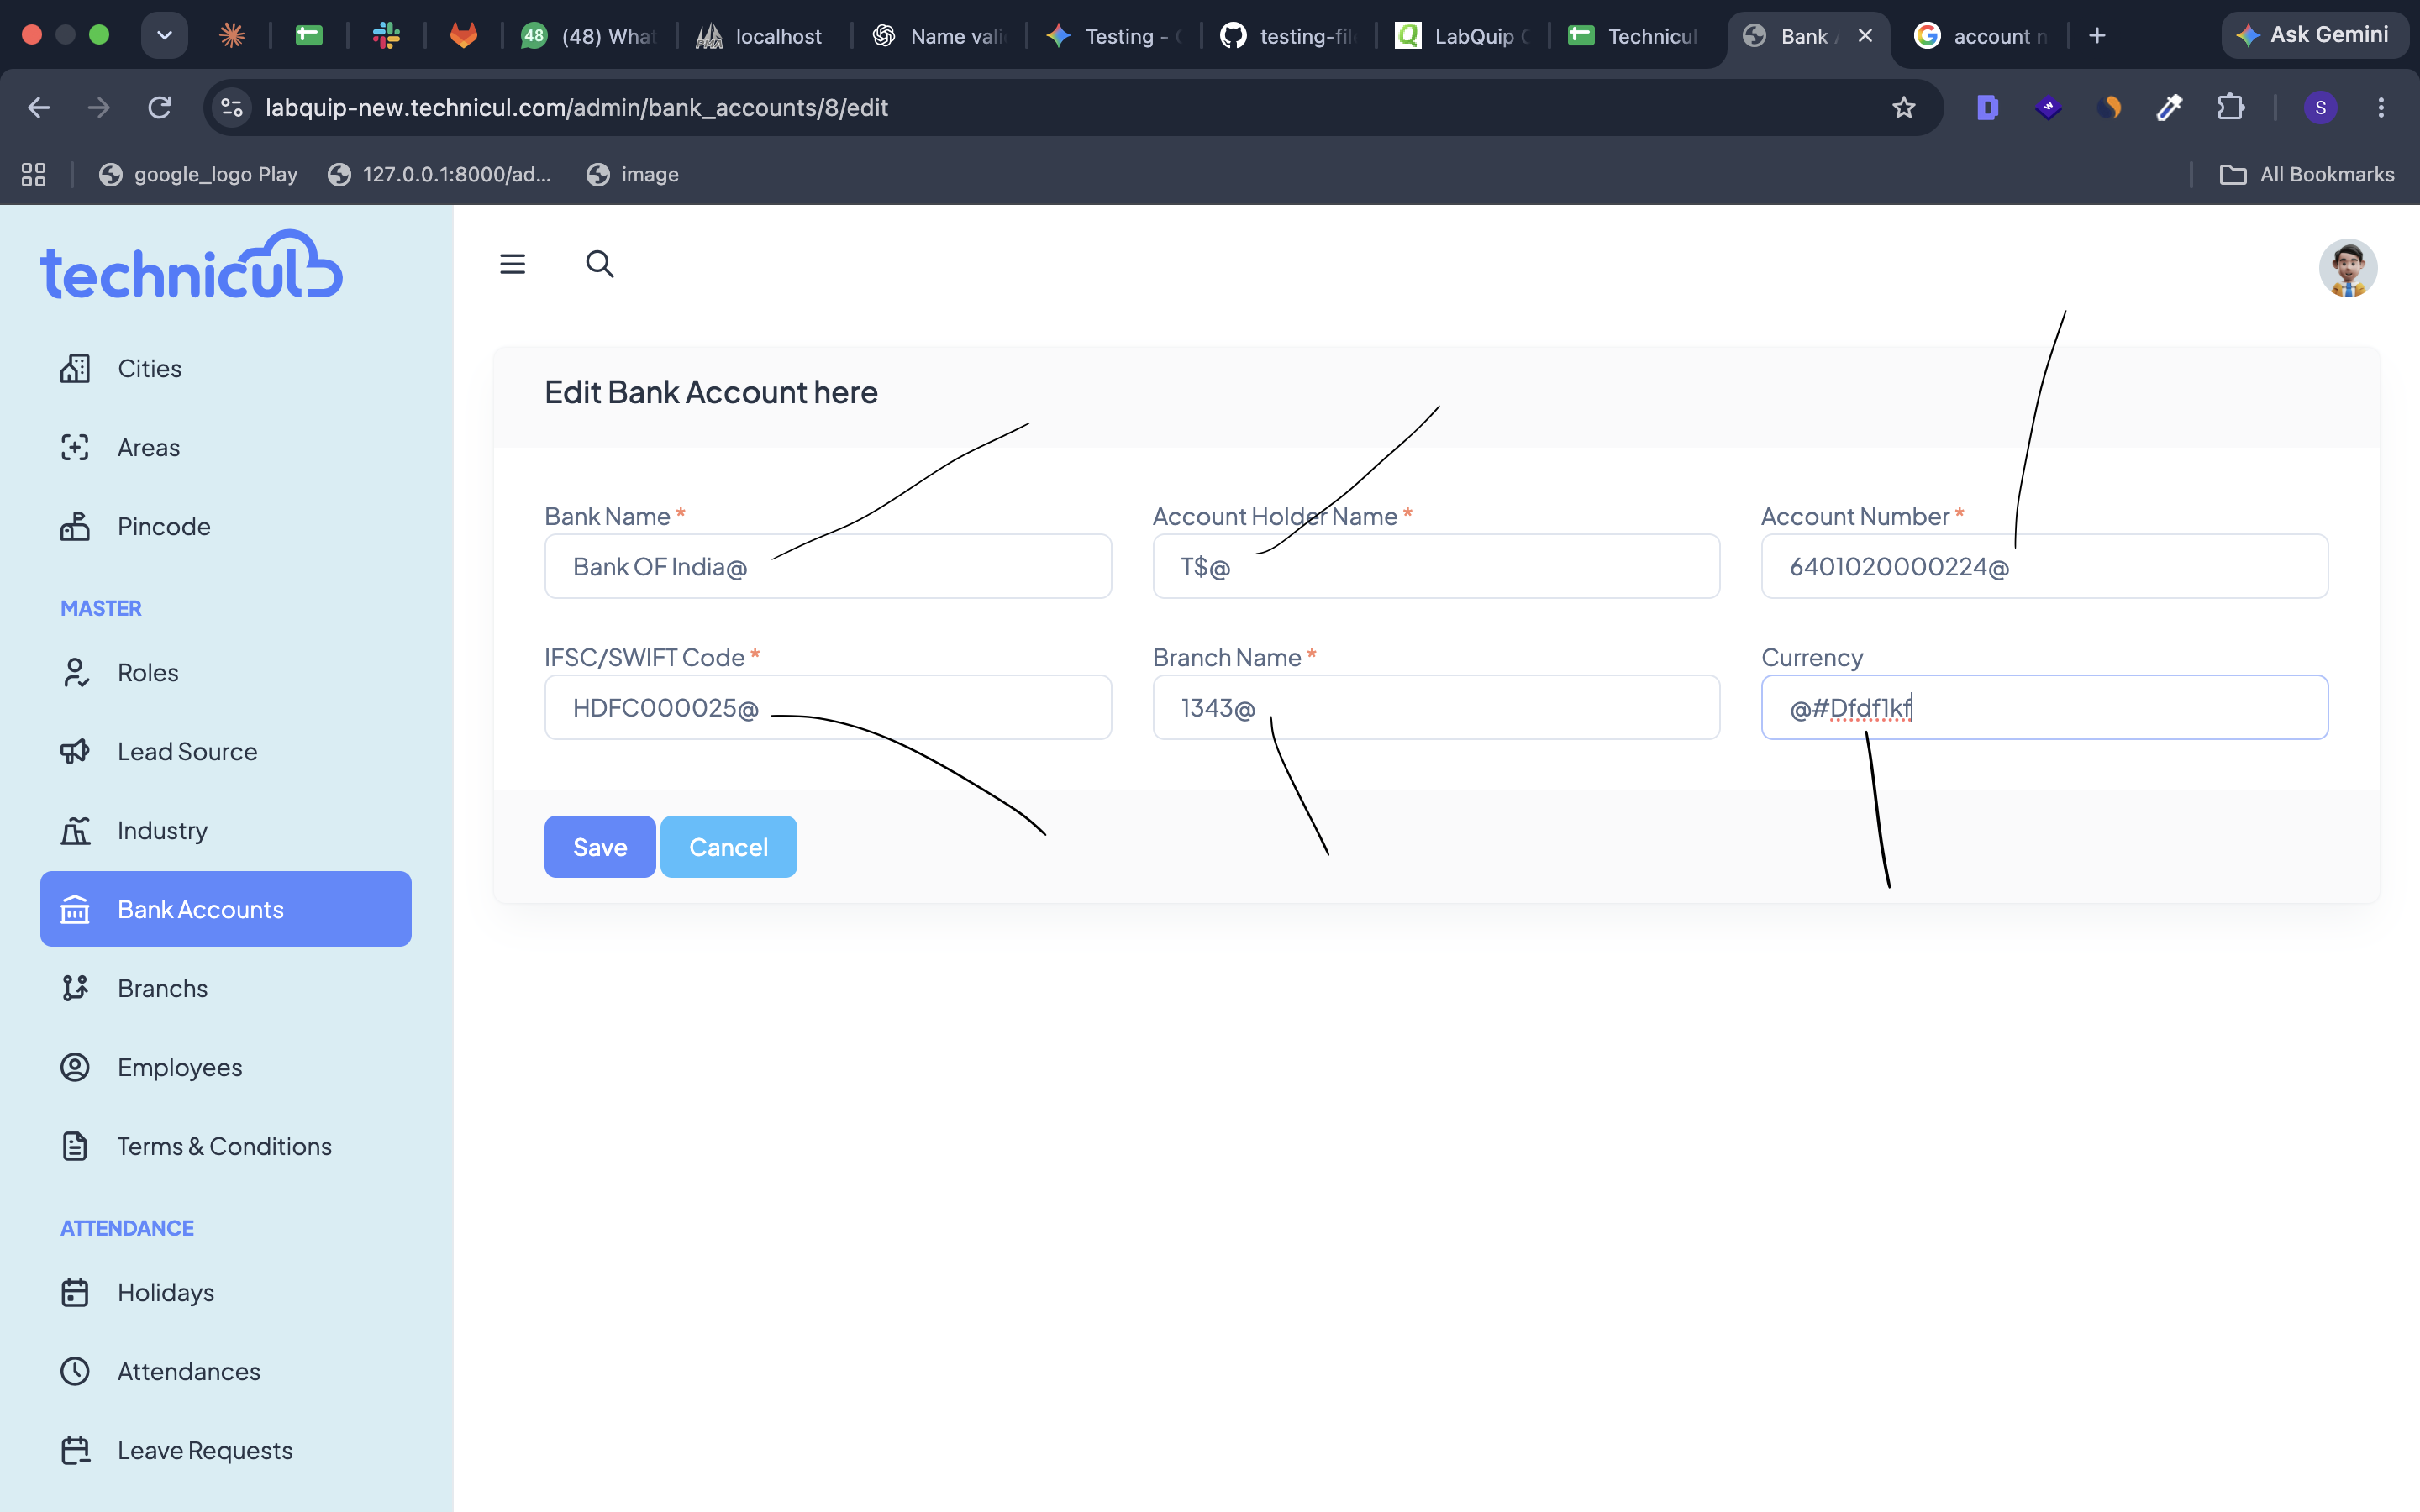 48 (48) What
localhost
Name vali
Testing - 
testing-fil
LabQuip
Technicul
Bank
account n
Ask Gemini
labquip-new.technicul.com/admin/bank_accounts/8/edit
S
google_logo Play
127.0.0.1:8000/ad...
image
All Bookmarks
technicul
Cities
Areas
Pincode
MASTER
Roles
Lead Source
Industry
Bank Accounts
Branchs
Employees
Terms & Conditions
ATTENDANCE
Holidays
Attendances
Leave Requests
Edit Bank Account here
Bank Name *
Account Holder Name *
Account Number *
Bank OF India@
T$@
6401020000224@
IFSC/SWIFT Code *
Branch Name *
Currency
HDFC000025@
1343@
@#Dfdf1kf
Save
Cancel